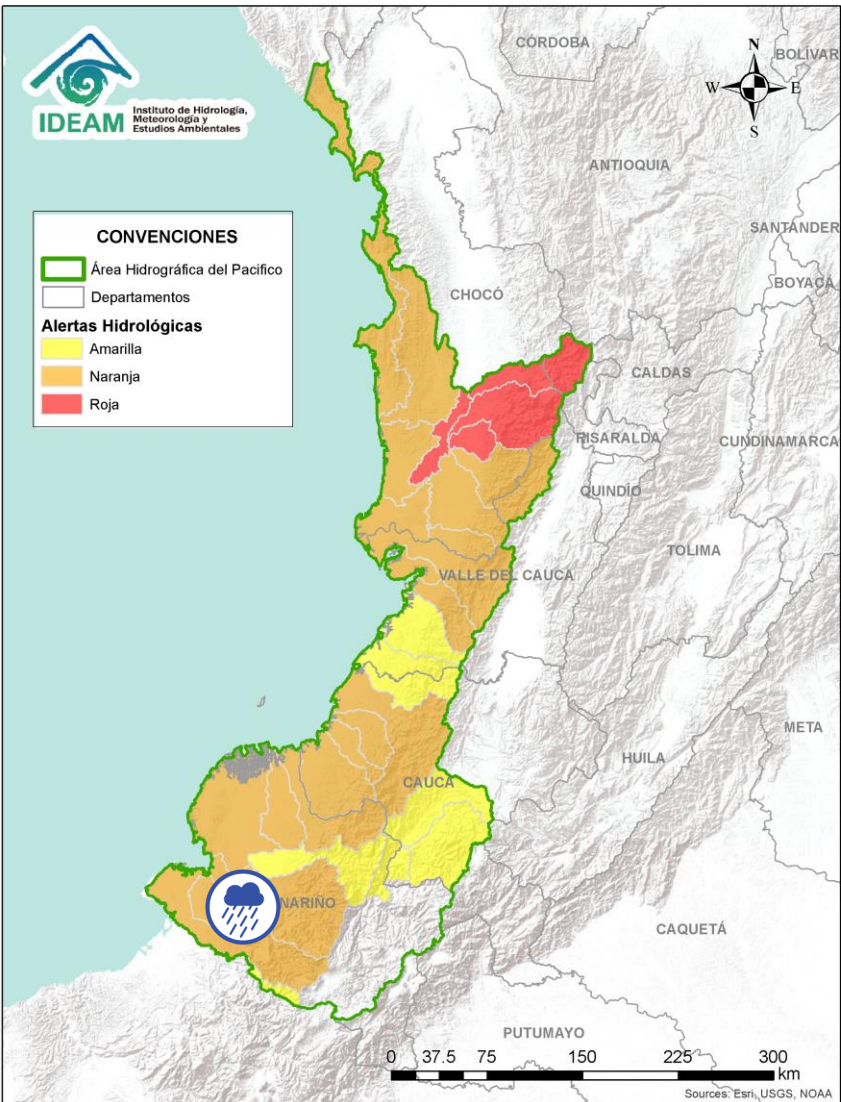 IDEAM
Instituto de Hidrología,
Meteorología y
Estudios Ambientales
N
W
E
S
CÓRDOBA
BOLIVAR
ANTIOQUIA
SANTANDER
BOYACÁ
CHOCÓ
CALDAS
RISARALDA
CUNDINAMARCA
QUINDÍO
TOLIMA
VALLE DEL CAUCA
META
HUILA
CAUCA
NARIÑO
CAQUETÁ
PUTUMAYO
CONVENCIONES
Área Hidrográfica del Pacifico
Departamentos
Alertas Hidrológicas
Amarilla
Naranja
Roja
0 37.5 75 150 225 300
km
Sources: Esri, USGS, NOAA